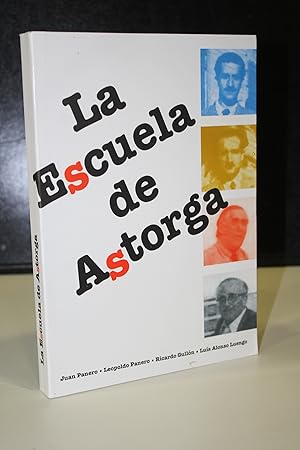 La
Escuela
de
Astorga
Juan Panero • Leopoldo Panero • Ricardo Gullón • Luis Alonso Luengo
La Escuela de Astorga